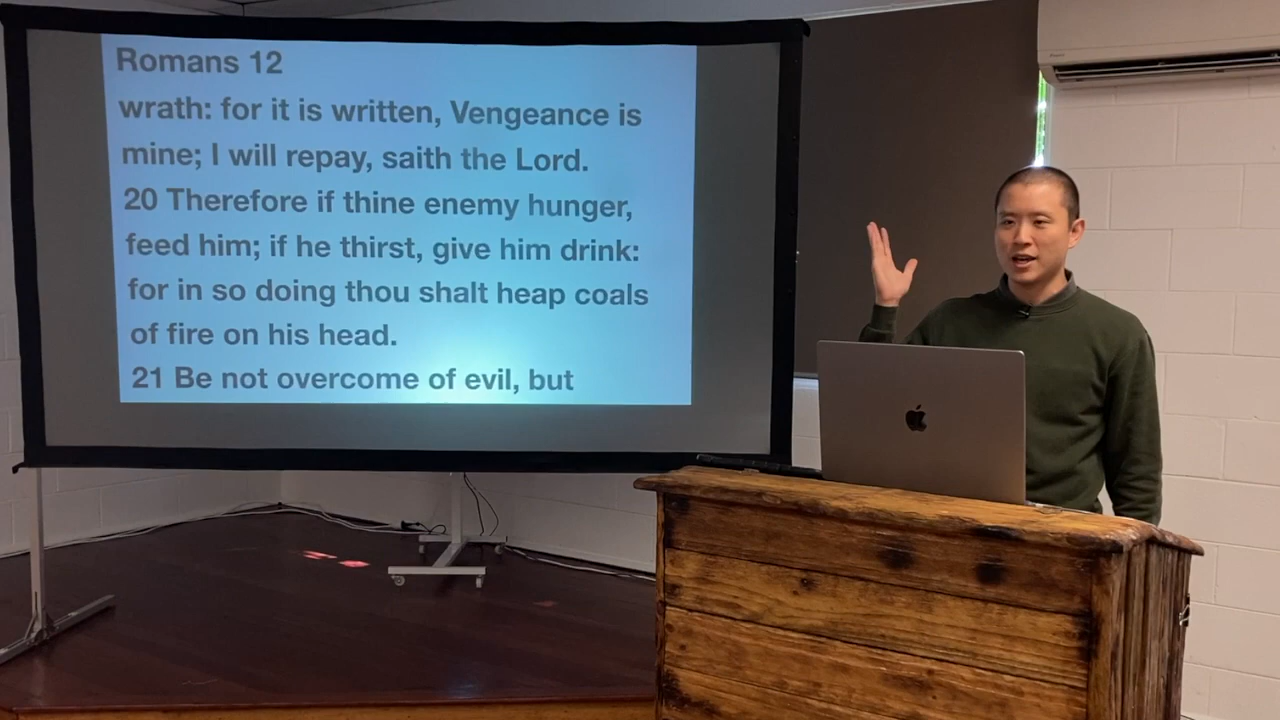 Romans 12
wrath: for it is written, Vengeance is
mine; I will repay, saith the Lord.
20 Therefore if thine enemy hunger,
feed him; if he thirst, give him drink:
for in so doing thou shalt heap coals
of fire on his head.
21 Be not overcome of evil, but